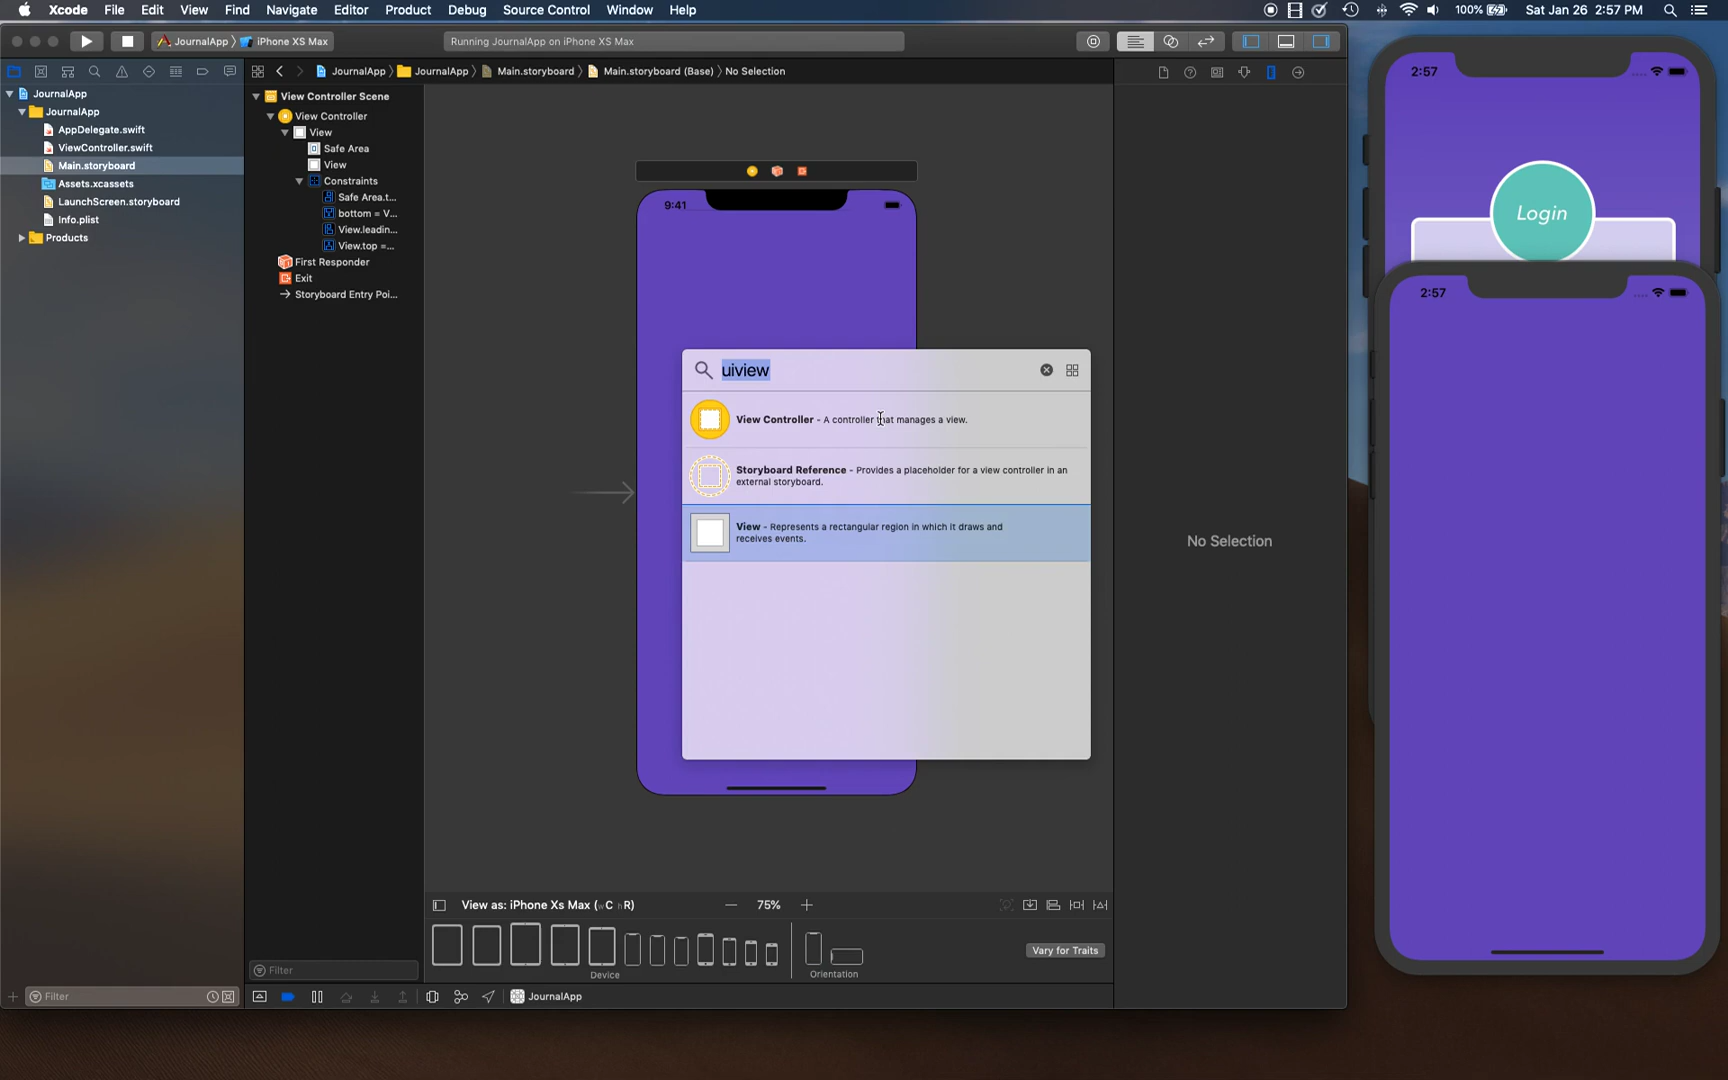 Xcode File Edit View Find Navigate Editor Product Debug Source Control Window Help
100% Sat Jan 26 2:57 PM
JournalApp iPhone XS Max
Running JournalApp on iPhone XS Max
JournalApp JournalApp Main.storyboard Main.storyboard (Base) No Selection
JournalApp
JournalApp
AppDelegate.swift
ViewController.swift
Main.storyboard
Assets.xcassets
LaunchScreen.storyboard
Info.plist
Products
View Controller Scene
View Controller
View
Safe Area
View
Constraints
Safe Area.t...
bottom = V...
View.leadin...
View.top =...
First Responder
Exit
Storyboard Entry Poi...
9:41
uiview
View Controller - A controller that manages a view.
Storyboard Reference - Provides a placeholder for a view controller in an
external storyboard.
View - Represents a rectangular region in which it draws and
receives events.
No Selection
2:57
Login
2:57
View as: iPhone Xs Max (wC hR)
75%
Device
Orientation
Vary for Traits
Filter
Filter
JournalApp